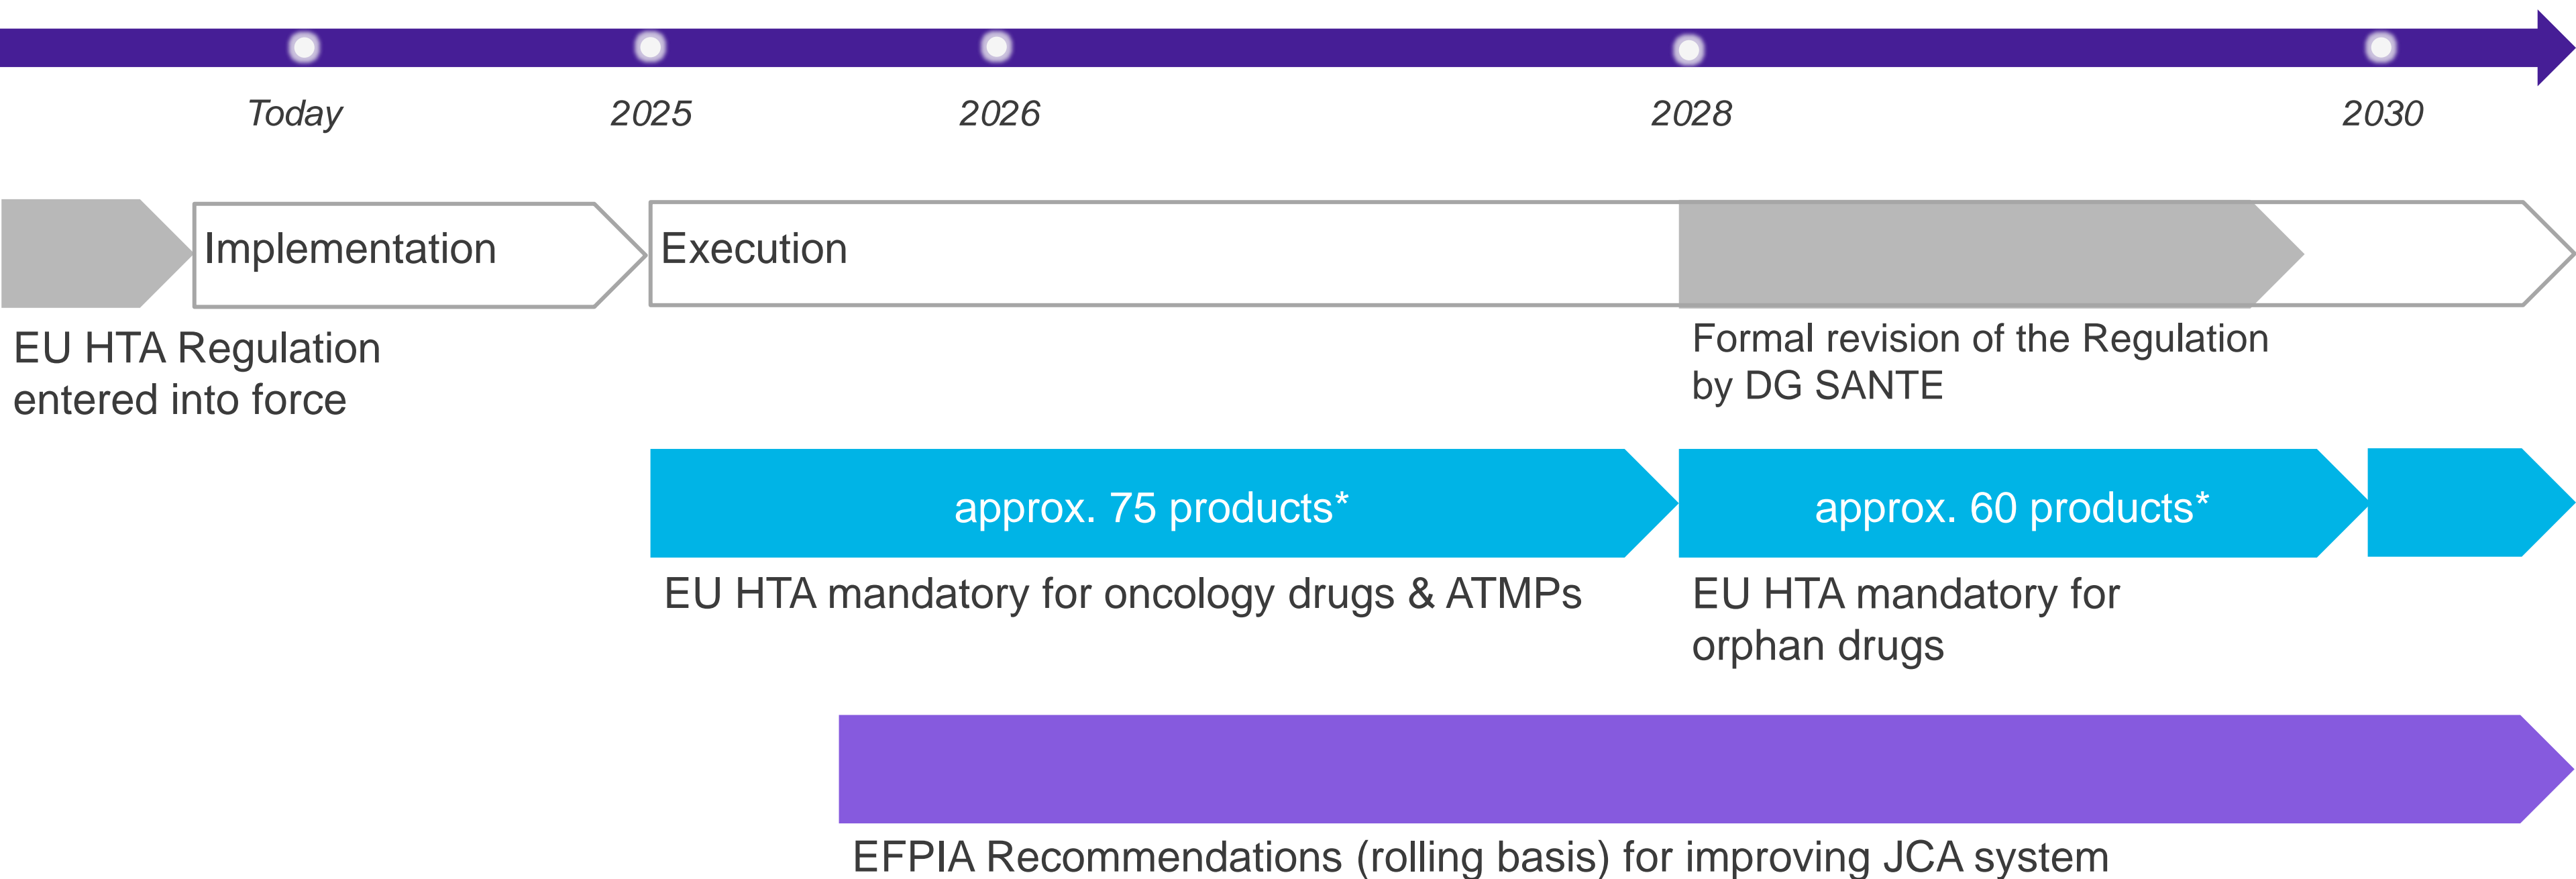 Today
2025
2026
2028
2030
Implementation
Execution
EU HTA Regulation
entered into force
Formal revision of the Regulation
by DG SANTE
approx. 75 products*
approx. 60 products*
EU HTA mandatory for oncology drugs & ATMPs
EU HTA mandatory for
orphan drugs
EFPIA Recommendations (rolling basis) for improving JCA system